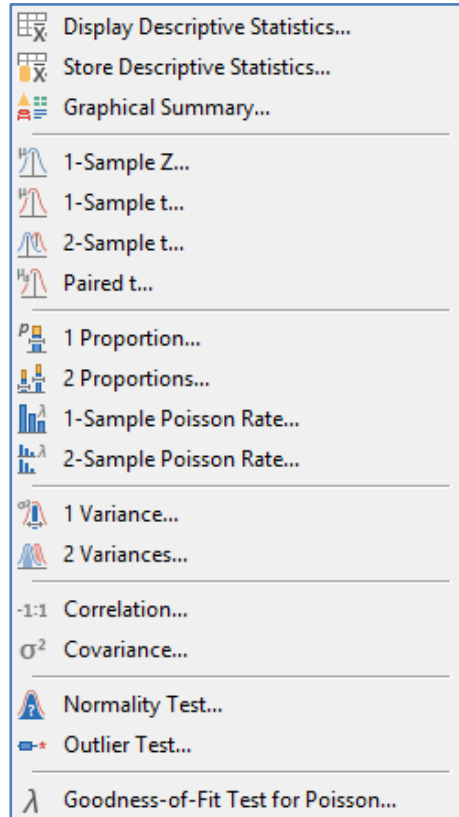 Display Descriptive Statistics...
Store Descriptive Statistics...
Graphical Summary...
1-Sample Z...
1-Sample t...
2-Sample t...
Paired t...
1 Proportion...
2 Proportions...
1-Sample Poisson Rate...
2-Sample Poisson Rate...
1 Variance...
2 Variances...
-1:1 Correlation...
σ² Covariance...
Normality Test...
Outlier Test...
λ Goodness-of-Fit Test for Poisson...